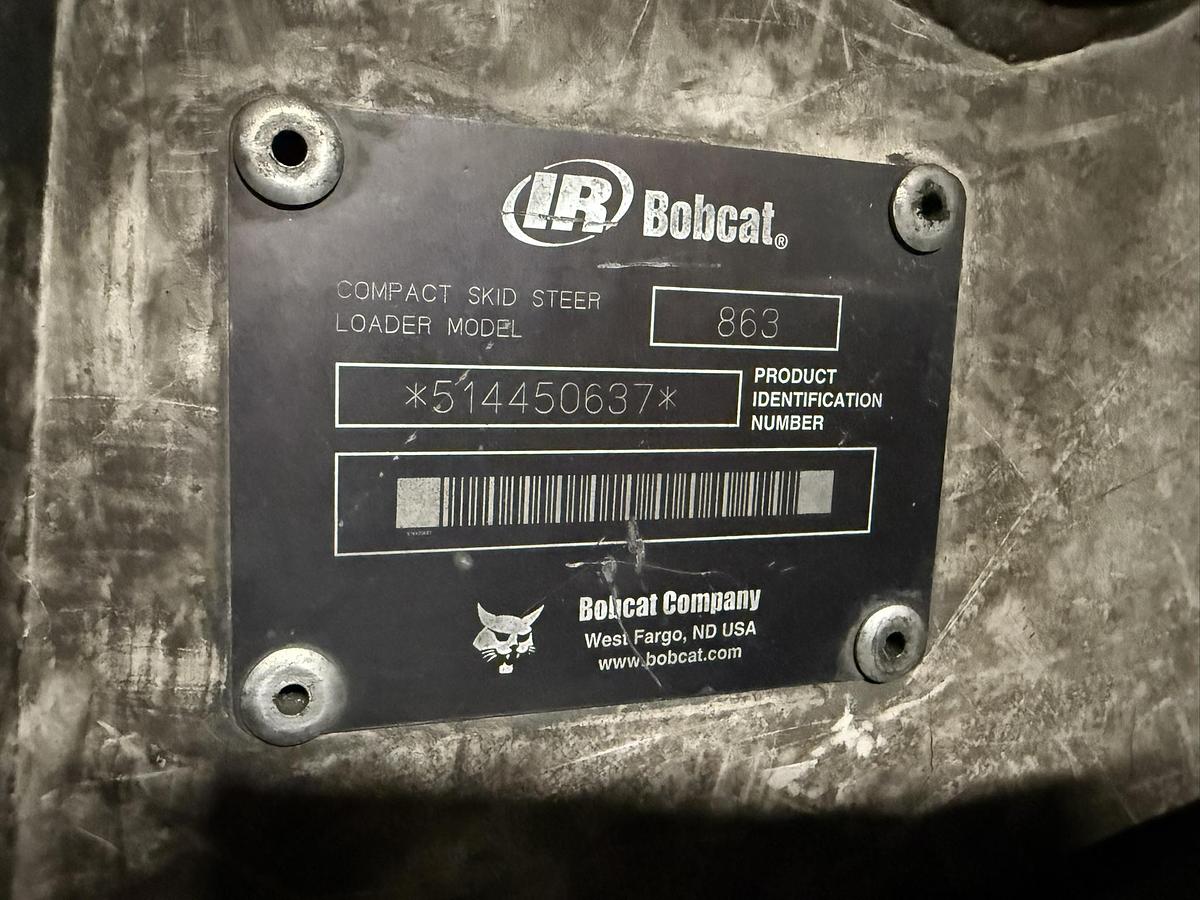 IR Bobcat®
COMPACT SKID STEER
LOADER MODEL
863
*514450637*
PRODUCT
IDENTIFICATION
NUMBER
Bobcat Company
West Fargo, ND USA
www.bobcat.com